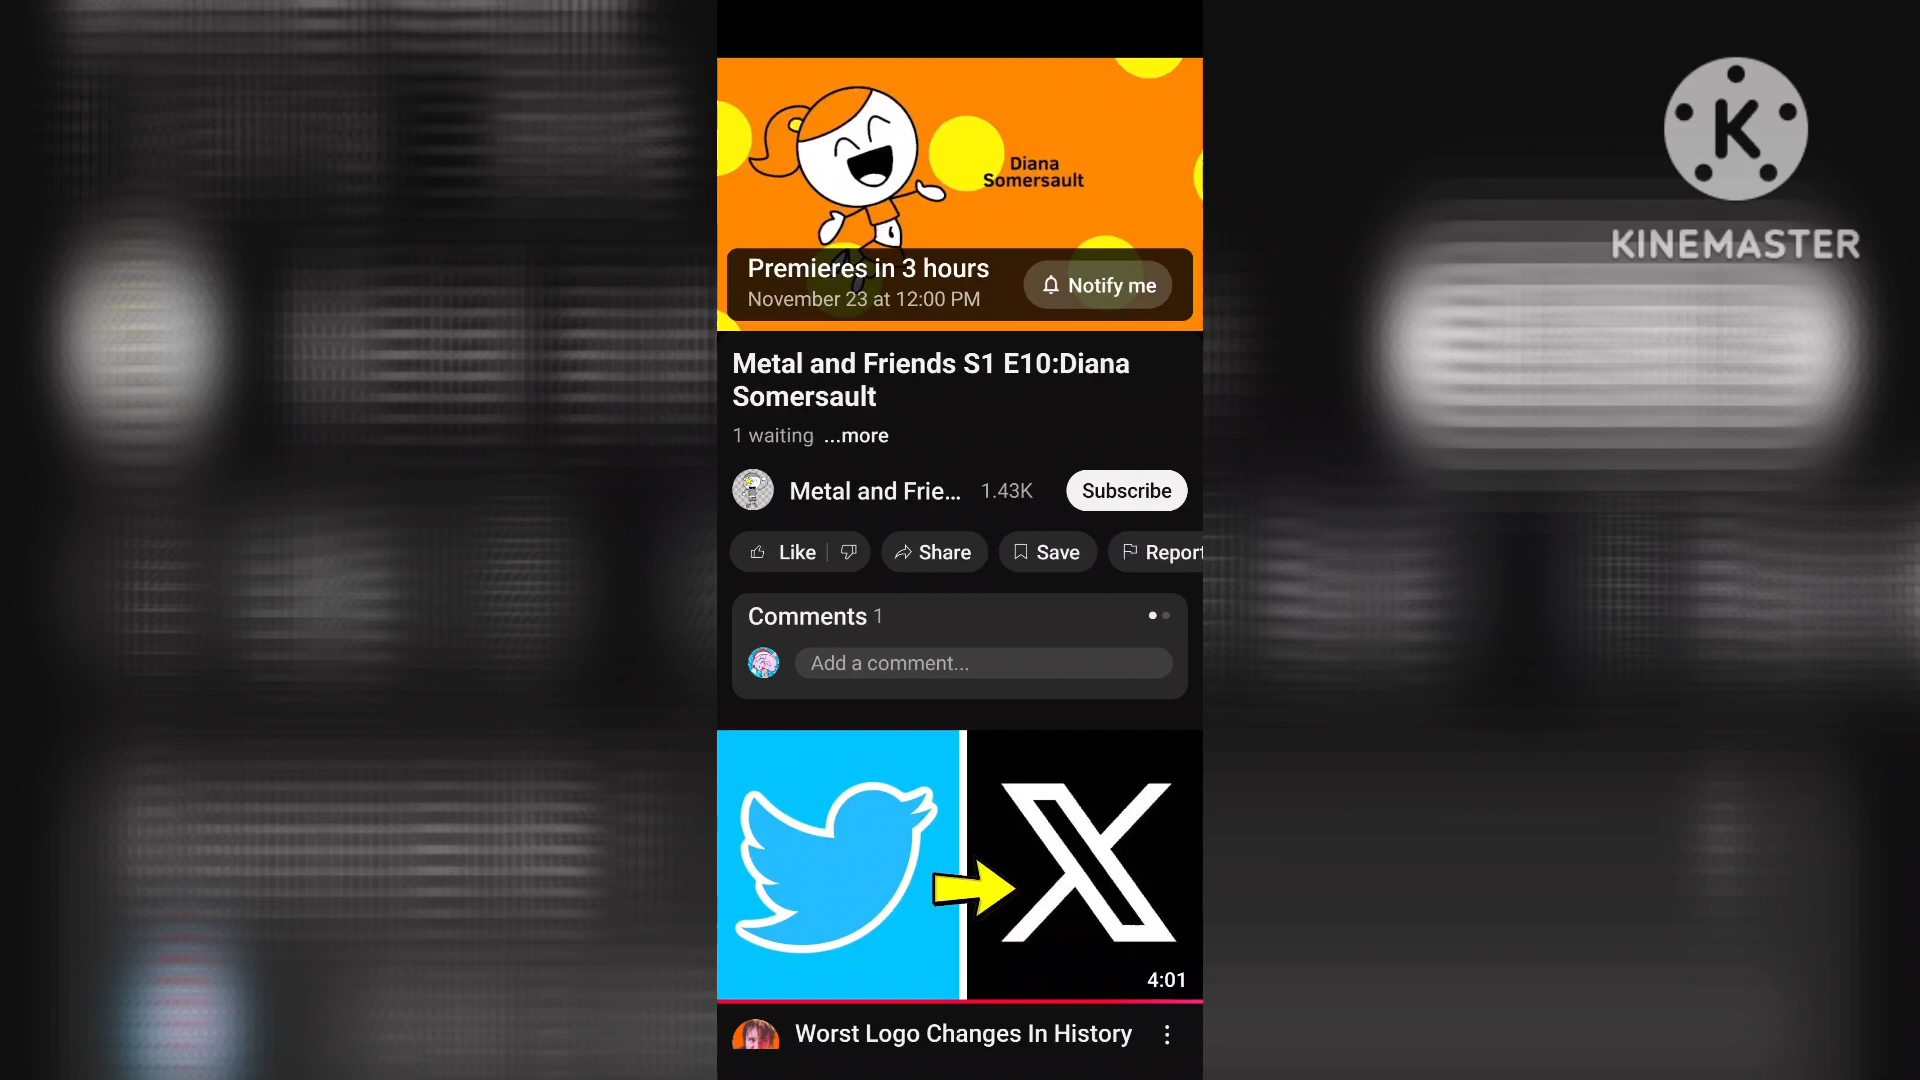 K
KINEMASTER
Diana
Somersault
Premieres in 3 hours
November 23 at 12:00 PM
Notify me
Metal and Friends S1 E10:Diana
Somersault
1 waiting ...more
Metal and Frie... 1.43K Subscribe
Like Share Save Report
Comments 1
Add a comment...
4:01
Worst Logo Changes In History